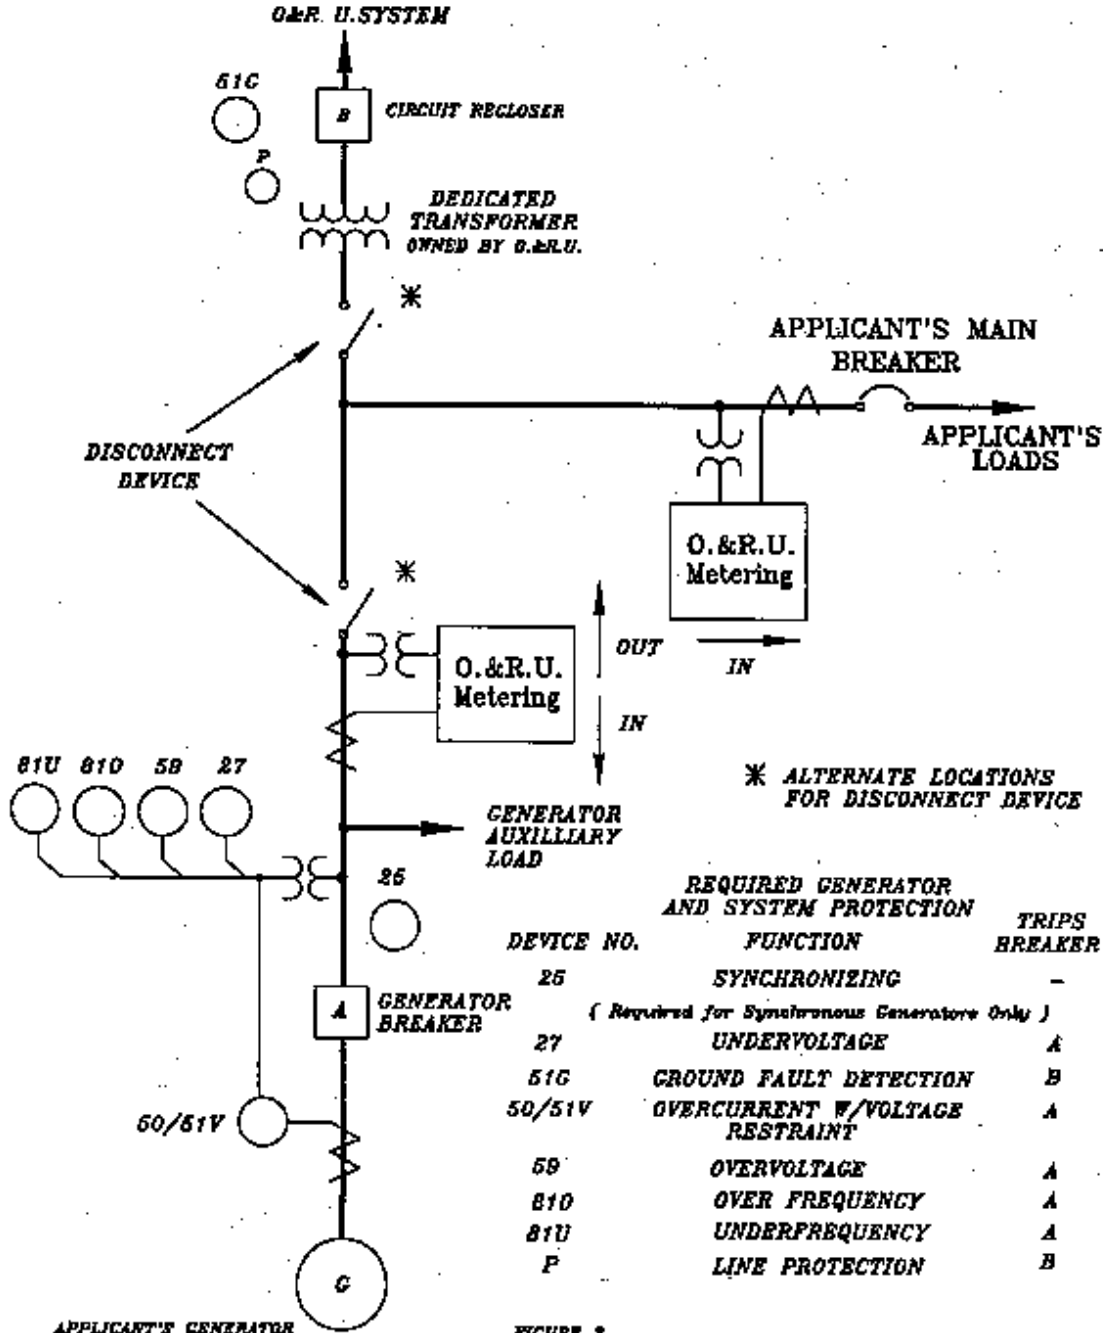 O&R. U.SYSTEM
51G
B
CIRCUIT RECLOSER
P
DEDICATED
TRANSFORMER
OWNED BY O.&R.U.
*
APPLICANT'S MAIN
BREAKER
DISCONNECT
DEVICE
APPLICANT'S
LOADS
O.&R.U.
Metering
IN
*
O.&R.U.
Metering
OUT
IN
81U 81O 59 27
* ALTERNATE LOCATIONS
FOR DISCONNECT DEVICE
GENERATOR
AUXILLIARY
LOAD
25
A
GENERATOR
BREAKER
50/51V
G
APPLICANT'S GENERATOR
REQUIRED GENERATOR
AND SYSTEM PROTECTION
DEVICE NO. FUNCTION TRIPS BREAKER
25 SYNCHRONIZING -
( Required for Synchronous Generators Only )
27 UNDERVOLTAGE A
51G GROUND FAULT DETECTION B
50/51V OVERCURRENT W/VOLTAGE A
RESTRAINT
59 OVERVOLTAGE A
81O OVER FREQUENCY A
81U UNDERFREQUENCY A
P LINE PROTECTION B
FIGURE